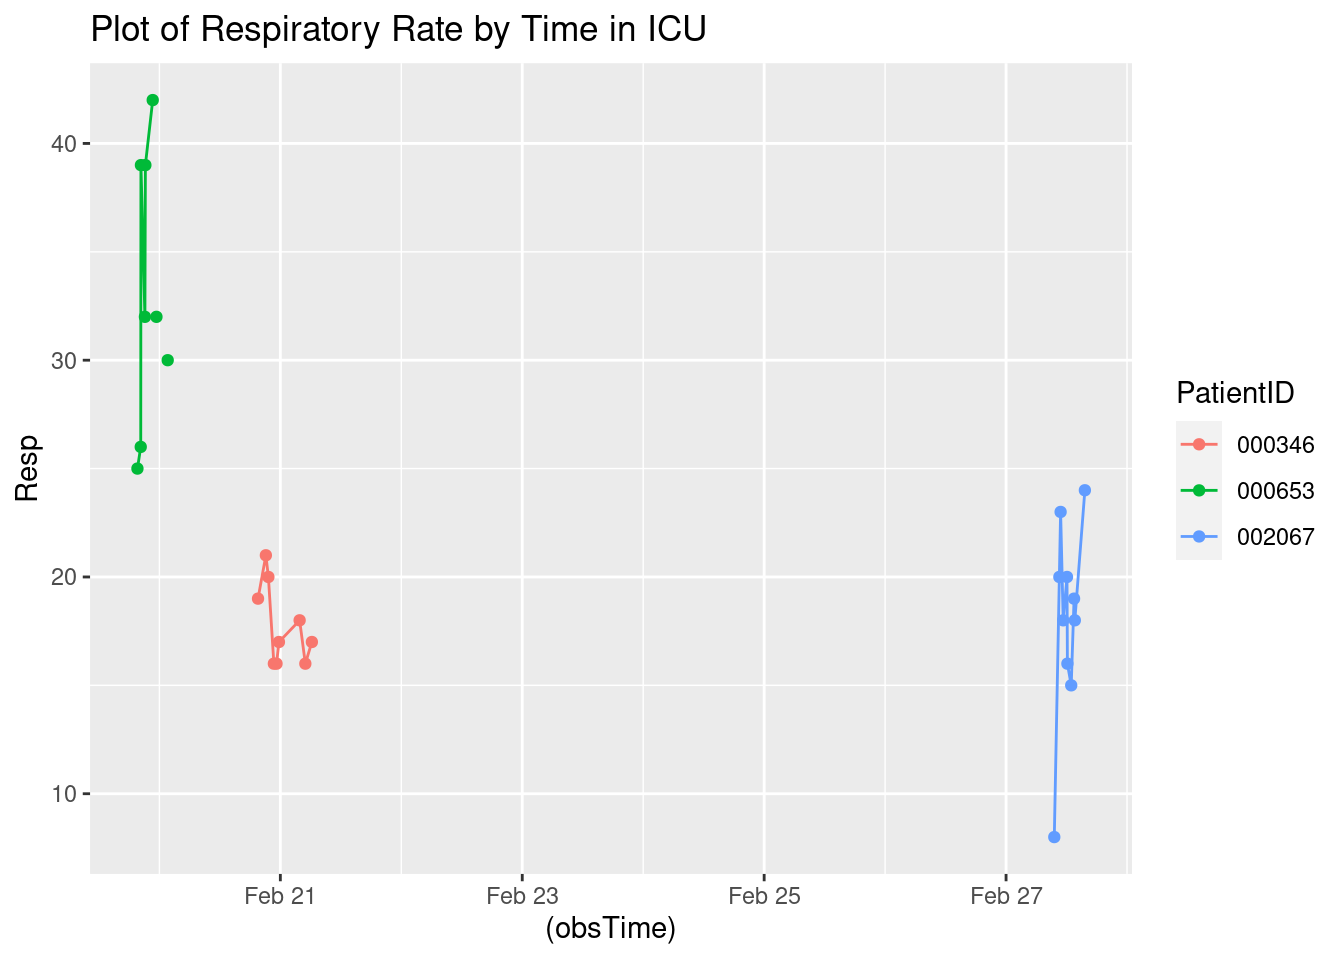 Plot of Respiratory Rate by Time in ICU
40
30
20
10
Resp
Feb 21
Feb 23
Feb 25
Feb 27
(obsTime)
PatientID
000346
000653
002067